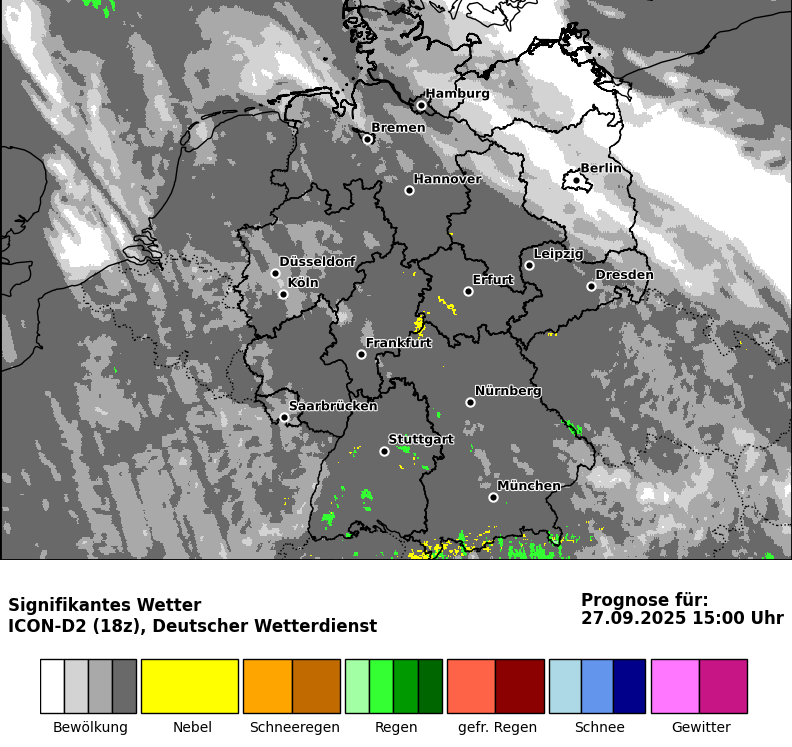 Hamburg
Bremen
Berlin
Hannover
Leipzig
Düsseldorf
Dresden
Köln
Erfurt
Frankfurt
Nürnberg
Saarbrücken
Stuttgart
München
Signifikantes Wetter
ICON-D2 (18z), Deutscher Wetterdienst
Prognose für:
27.09.2025 15:00 Uhr
Bewölkung Nebel Schneeregen Regen gefr. Regen Schnee Gewitter